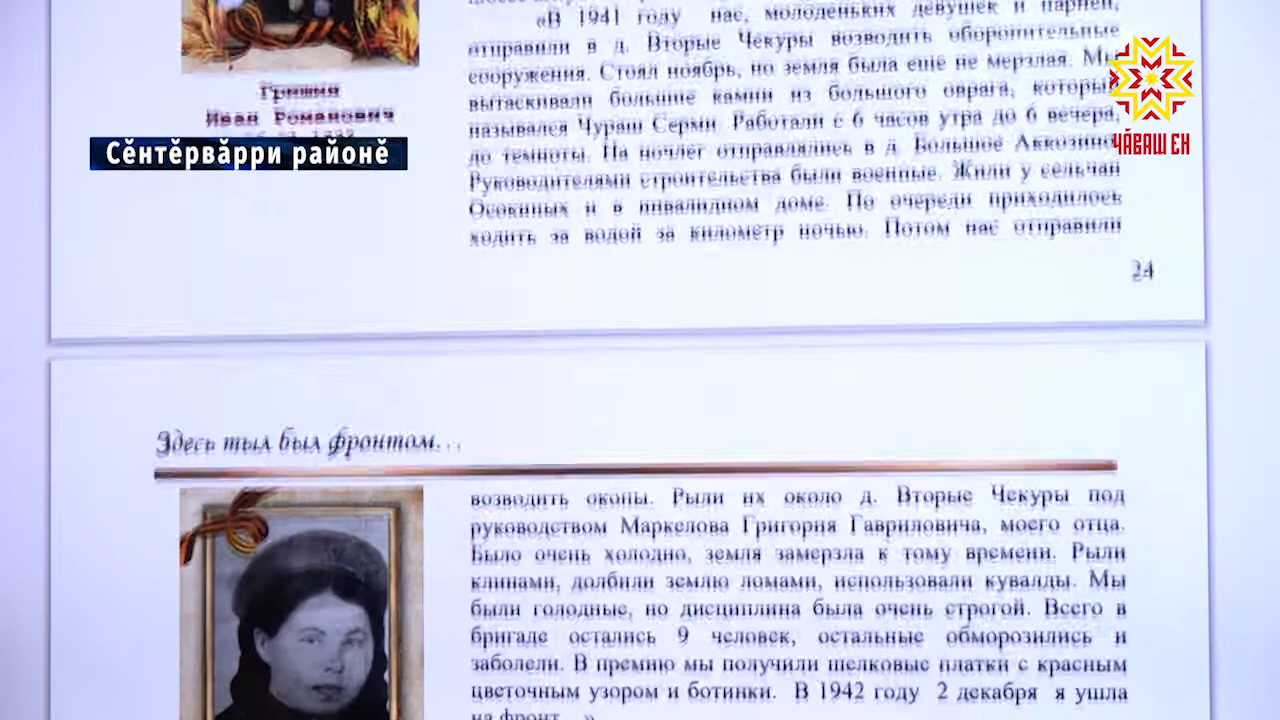 «В 1941 году нас, молоденьких девушек и парней,
отправили в д. Вторые Чекуры возводить оборонительные
сооружения. Стоял ноябрь, но земля была еще не мерзлая. Мы
вытаскивали большие камни из большого оврага, который
назывался Чураш Серми. Работали с 6 часов утра до 6 вечера,
до темноты. На ночлег отправлялись в д. Большое Аккозино.
Руководителями строительства были военные. Жили у сельчан
Осокиных и в инвалидном доме. По очереди приходилось
ходить за водой за километр ночью. Потом нас отправили
24
Гришин
Иван Романович
Сӗнтӗрвӑрри районӗ
ЧӐВАШ ЕН
Здесь тыл был фронтом...
возводить окопы. Рыли их около д. Вторые Чекуры под
руководством Маркелова Григория Гавриловича, моего отца.
Было очень холодно, земля замерзла к тому времени. Рыли
клинами, долбили землю ломами, использовали кувалды. Мы
были голодные, но дисциплина была очень строгой. Всего в
бригаде остались 9 человек, остальные обморозились и
заболели. В премию мы получили шелковые платки с красным
цветочным узором и ботинки. В 1942 году 2 декабря я ушла
на фронт...»